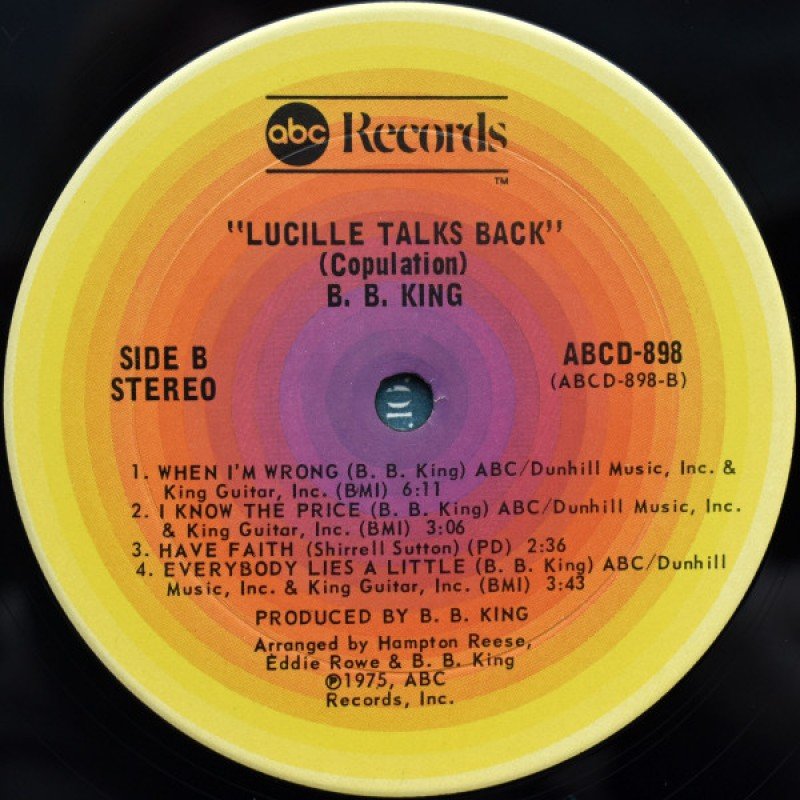 abc Records
TM
"LUCILLE TALKS BACK"
(Copulation)
B. B. KING
SIDE B
STEREO
ABCD-898
(ABCD-898-B)
1. WHEN I'M WRONG (B. B. King) ABC/Dunhill Music, Inc. &
King Guitar, Inc. (BMI) 6:11
2. I KNOW THE PRICE (B. B. King) ABC/Dunhill Music, Inc.
& King Guitar, Inc. (BMI) 3:06
3. HAVE FAITH (Shirrell Sutton) (PD) 2:36
4. EVERYBODY LIES A LITTLE (B. B. King) ABC/Dunhill
Music, Inc. & King Guitar, Inc. (BMI) 3:43
PRODUCED BY B. B. KING
Arranged by Hampton Reese,
Eddie Rowe & B. B. King
℗1975, ABC
Records, Inc.